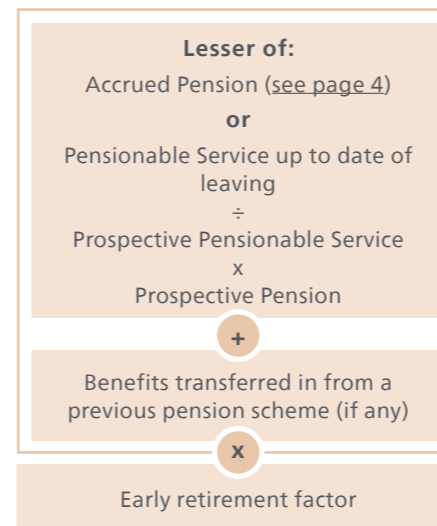 Lesser of:
Accrued Pension (see page 4)
or
Pensionable Service up to date of
leaving
÷
Prospective Pensionable Service
x
Prospective Pension
+
Benefits transferred in from a
previous pension scheme (if any)
x
Early retirement factor